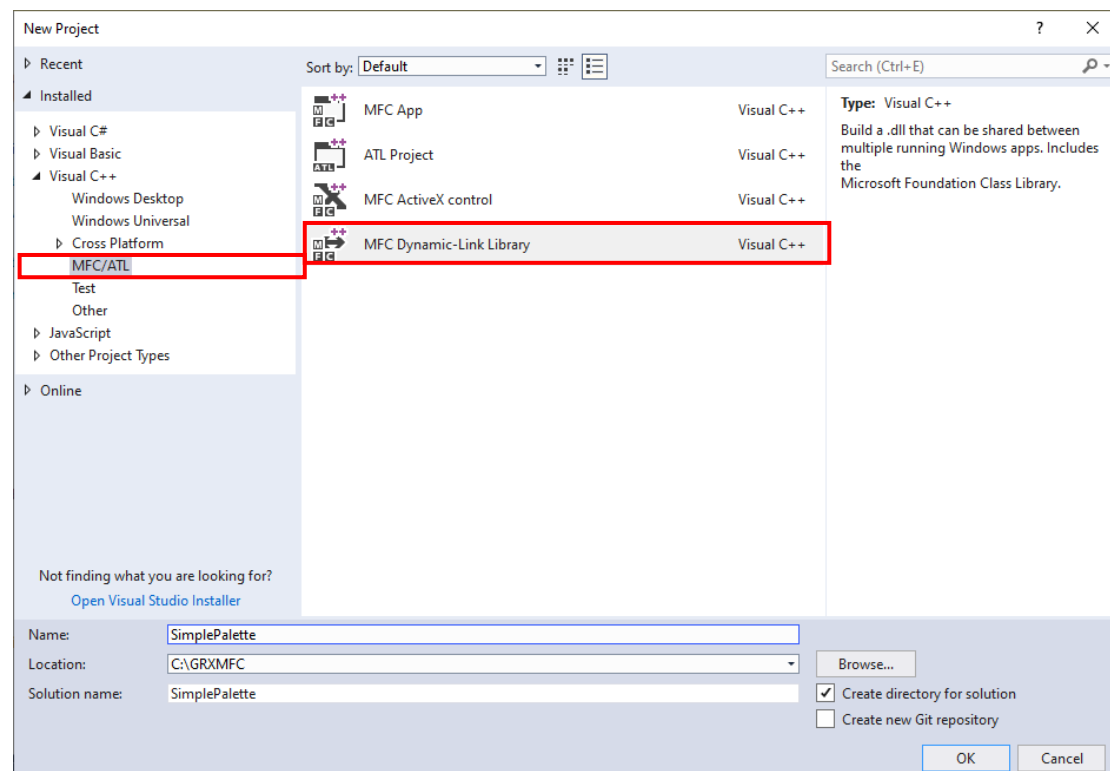 New Project
?
Recent
Installed
Visual C#
Visual Basic
Visual C++
Windows Desktop
Windows Universal
Cross Platform
MFC/ATL
Test
Other
JavaScript
Other Project Types
Online
Not finding what you are looking for?
Open Visual Studio Installer
Sort by: Default
MFC App Visual C++
ATL Project Visual C++
MFC ActiveX control Visual C++
MFC Dynamic-Link Library Visual C++
Search (Ctrl+E)
Type: Visual C++
Build a .dll that can be shared between
multiple running Windows apps. Includes
the
Microsoft Foundation Class Library.
Name: SimplePalette
Location: C:\GRXMFC
Browse...
Solution name: SimplePalette
Create directory for solution
Create new Git repository
OK Cancel